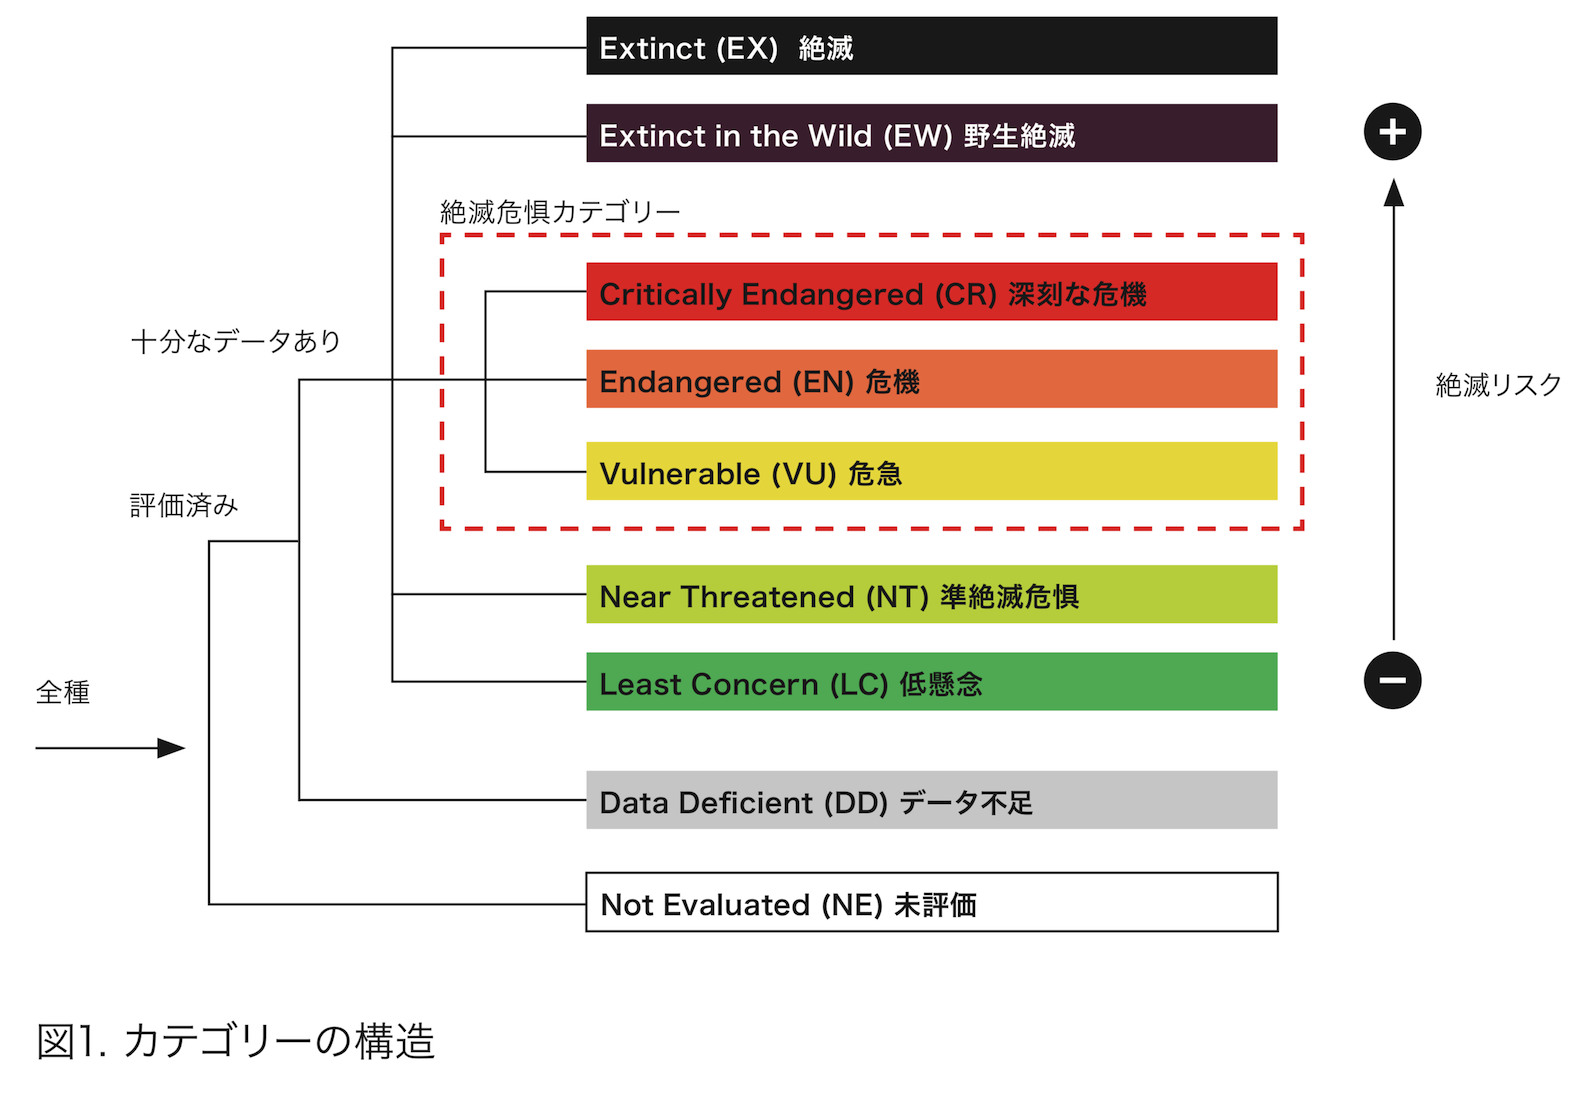 Extinct (EX) 絶滅
Extinct in the Wild (EW) 野生絶滅
絶滅危惧カテゴリー
Critically Endangered (CR) 深刻な危機
十分なデータあり
Endangered (EN) 危機
絶滅リスク
Vulnerable (VU) 危急
評価済み
Near Threatened (NT) 準絶滅危惧
全種
Least Concern (LC) 低懸念
Data Deficient (DD) データ不足
Not Evaluated (NE) 未評価
図1. カテゴリーの構造